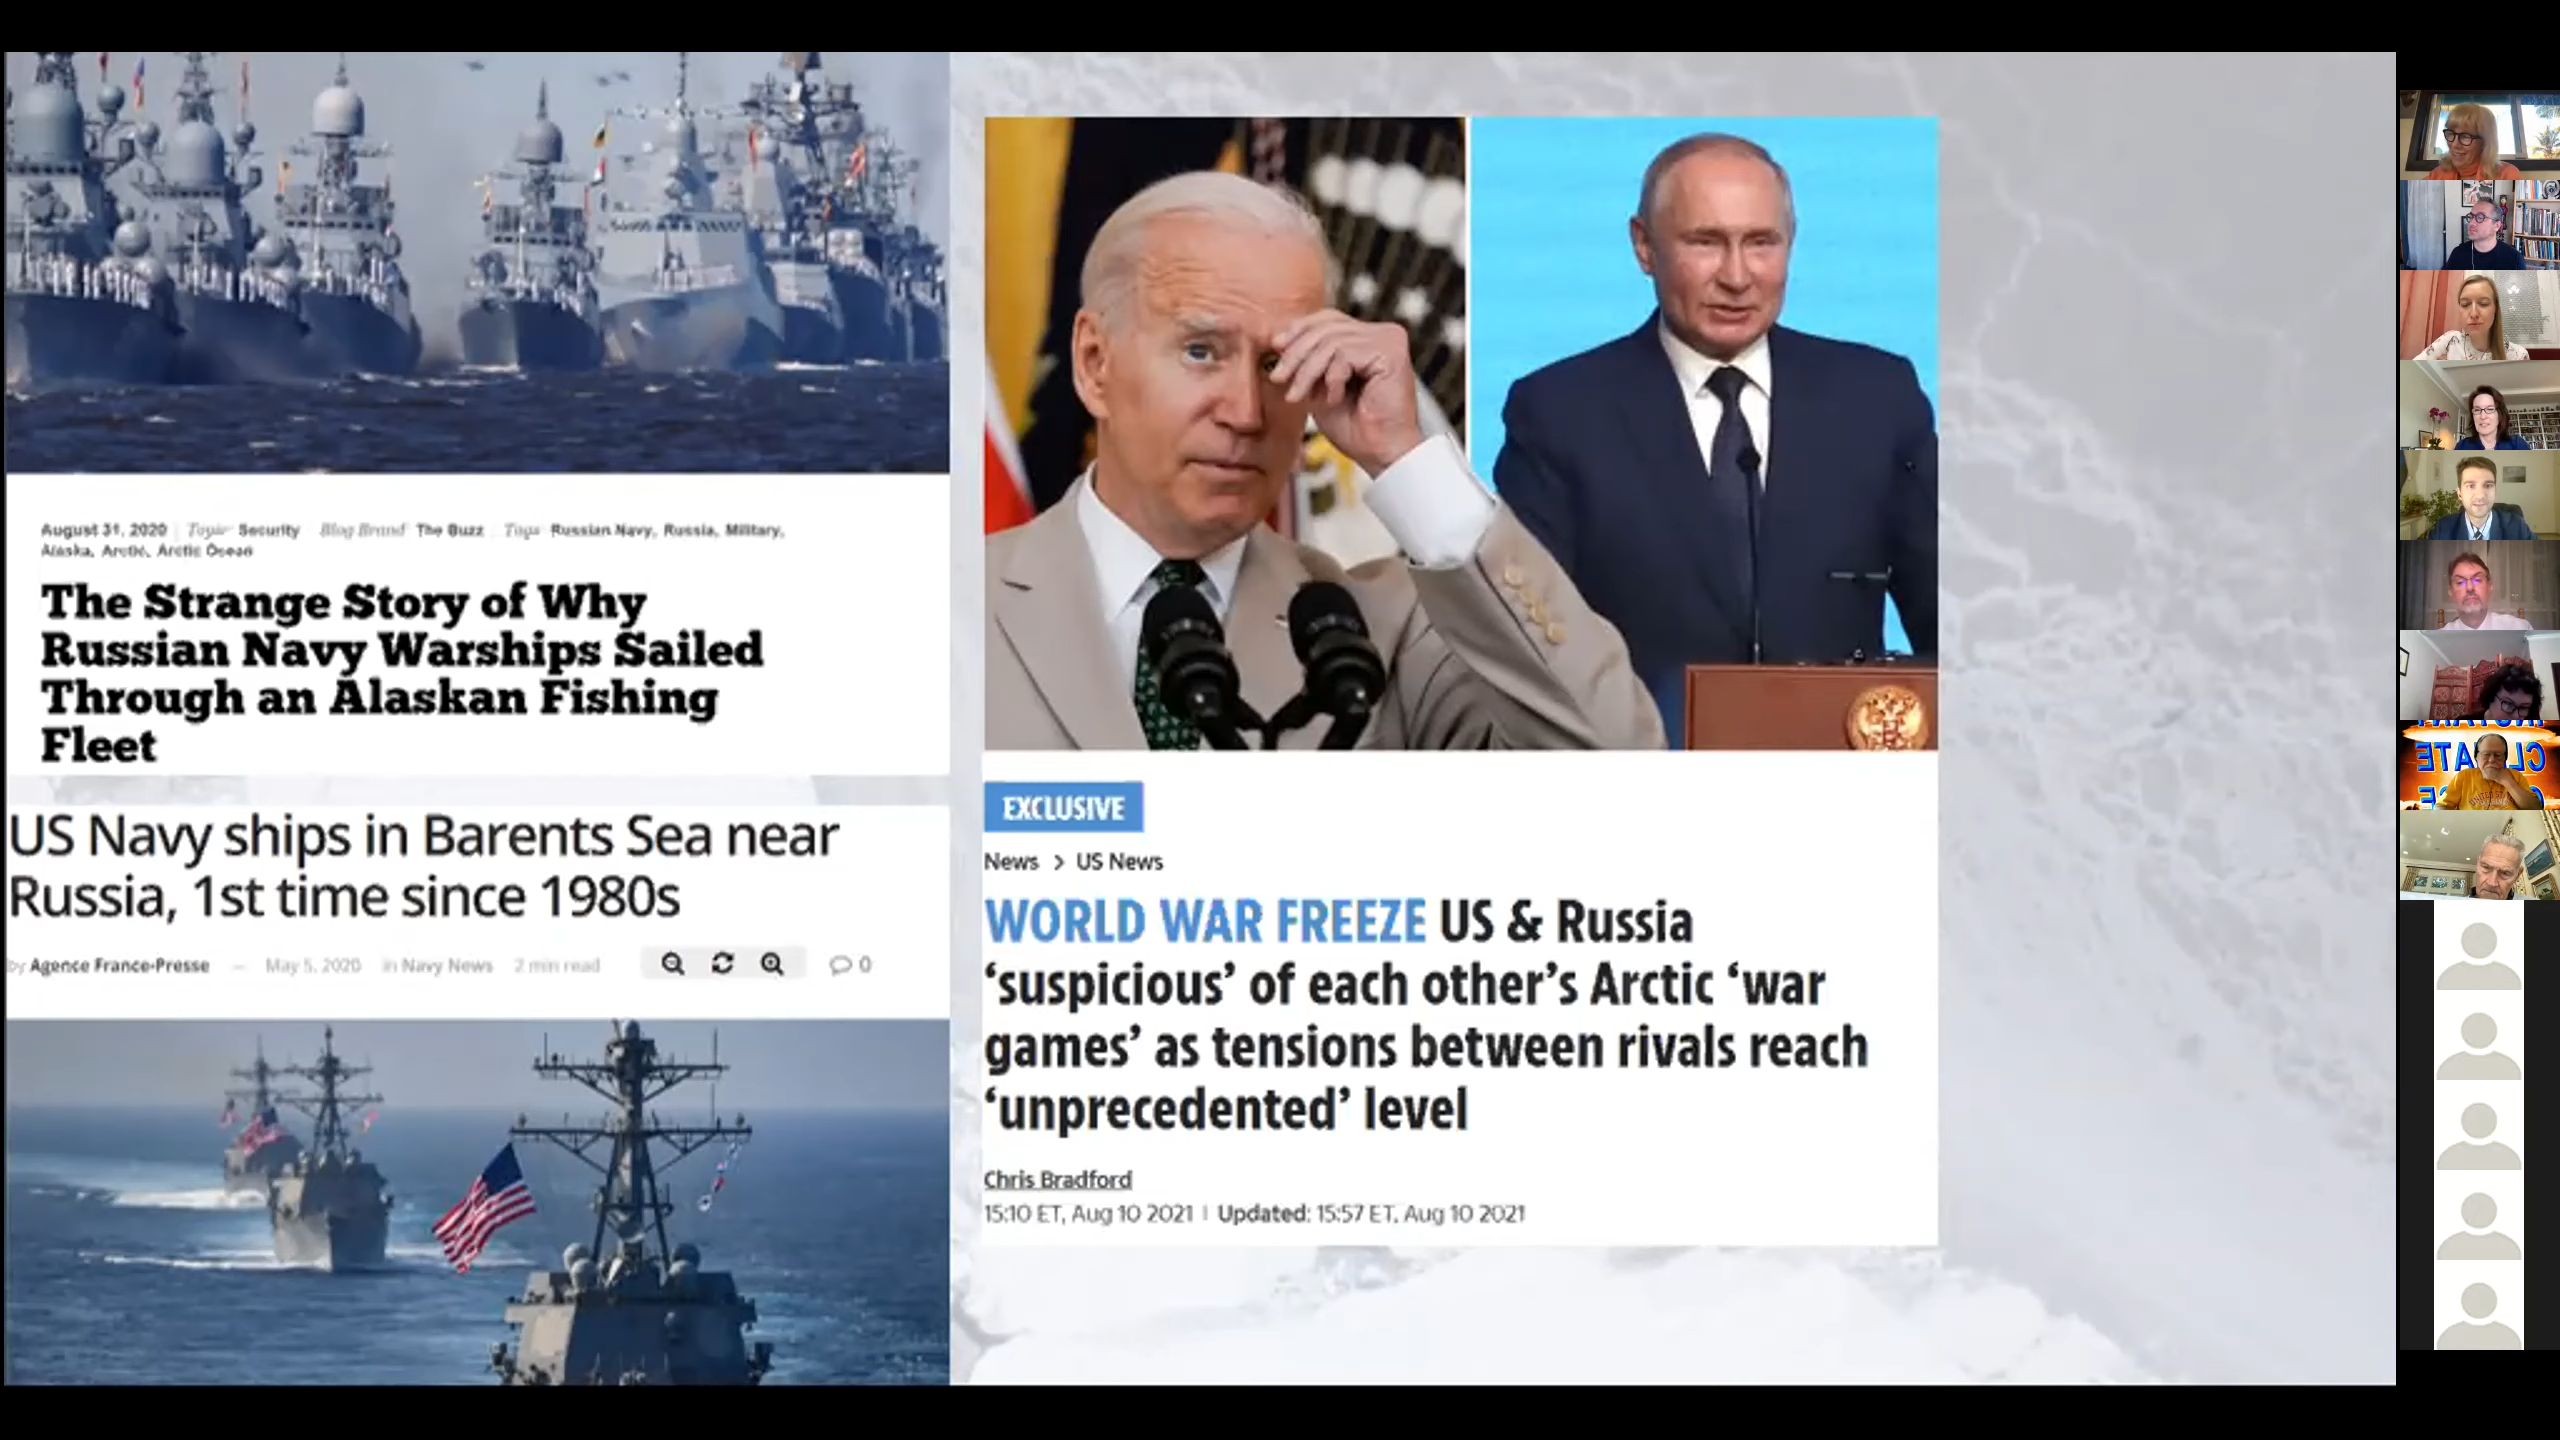 August 31, 2020 | Topic: Security Blog Brand: The Buzz Tags: Russian Navy, Russia, Military,
Alaska, Arctic, Arctic Ocean
The Strange Story of Why
Russian Navy Warships Sailed
Through an Alaskan Fishing
Fleet
US Navy ships in Barents Sea near
Russia, 1st time since 1980s
by Agence France-Presse — May 5, 2020 in Navy News 2 min read 0
EXCLUSIVE
News > US News
WORLD WAR FREEZE US & Russia
‘suspicious’ of each other’s Arctic ‘war
games’ as tensions between rivals reach
‘unprecedented’ level
Chris Bradford
15:10 ET, Aug 10 2021 | Updated: 15:57 ET, Aug 10 2021